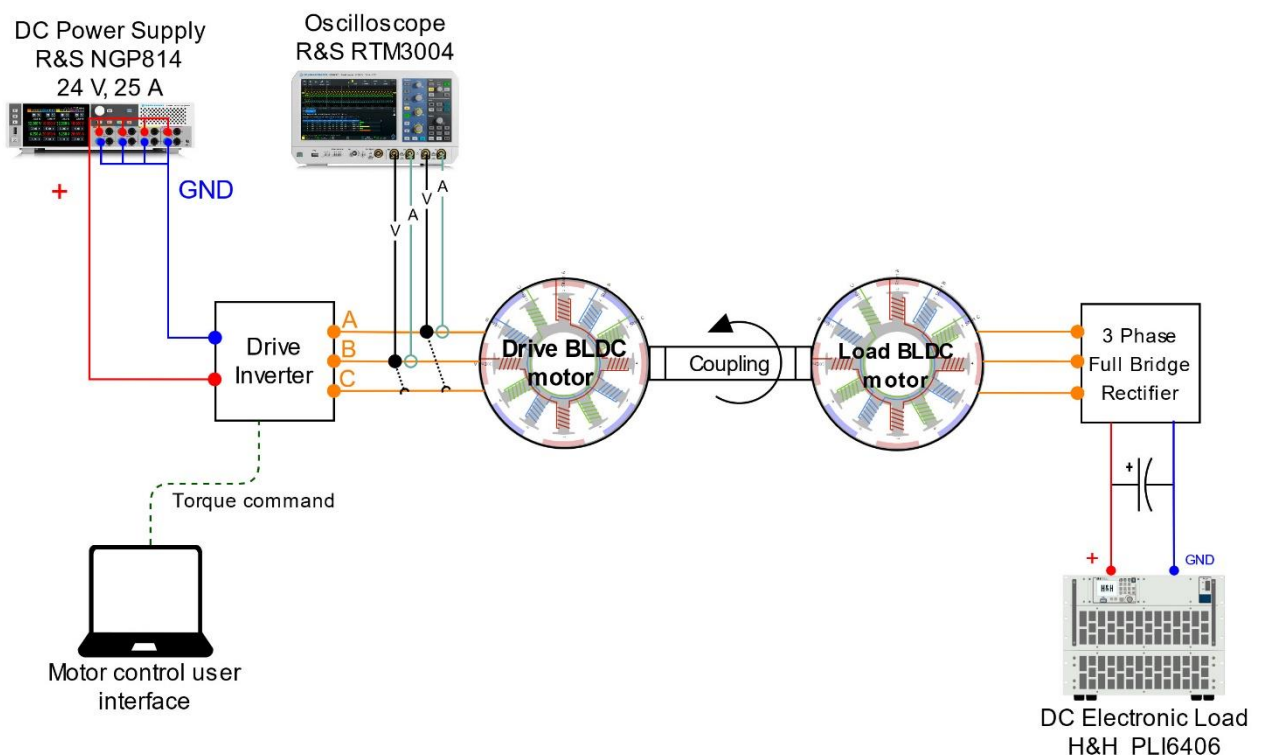 DC Power Supply
R&S NGP814
24 V, 25 A
Oscilloscope
R&S RTM3004
+
GND
V
A
V
A
Drive
Inverter
A
B
C
Drive BLDC
motor
Coupling
Load BLDC
motor
3 Phase
Full Bridge
Rectifier
Torque command
Motor control user
interface
+
+
GND
H&H
DC Electronic Load
H&H PLI6406